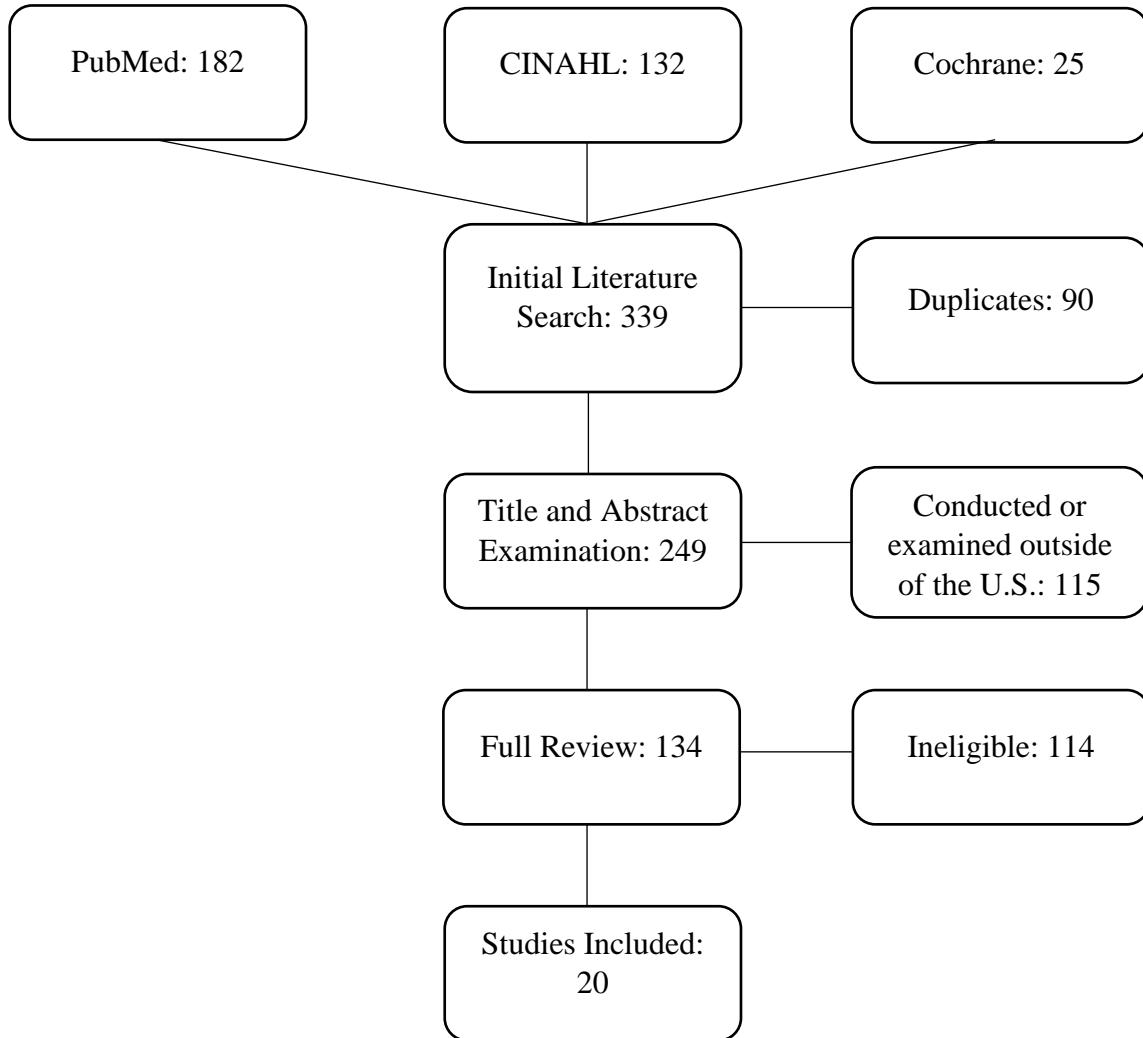 PubMed: 182
CINAHL: 132
Cochrane: 25
Initial Literature
Search: 339
Duplicates: 90
Title and Abstract
Examination: 249
Conducted or
examined outside
of the U.S.: 115
Full Review: 134
Ineligible: 114
Studies Included:
20